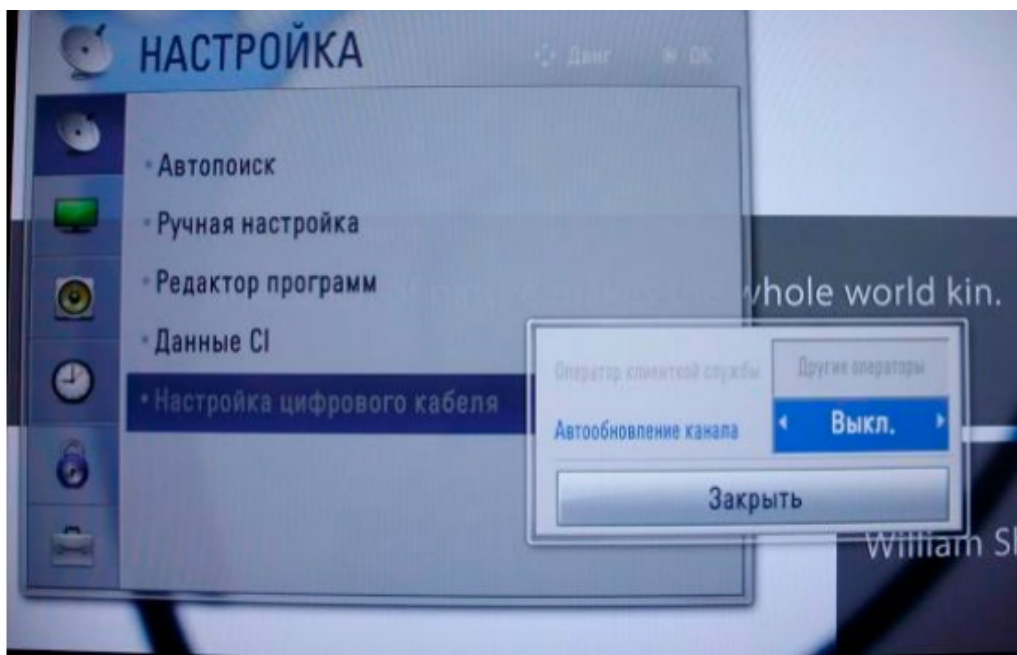 НАСТРОЙКА
Движ OK
Автопоиск
Ручная настройка
Редактор программ
Данные CI
Настройка цифрового кабеля
whole world kin.
Оператор клиентской службы. Другие операторы
Автообновление канала Выкл.
Закрыть
William Sh